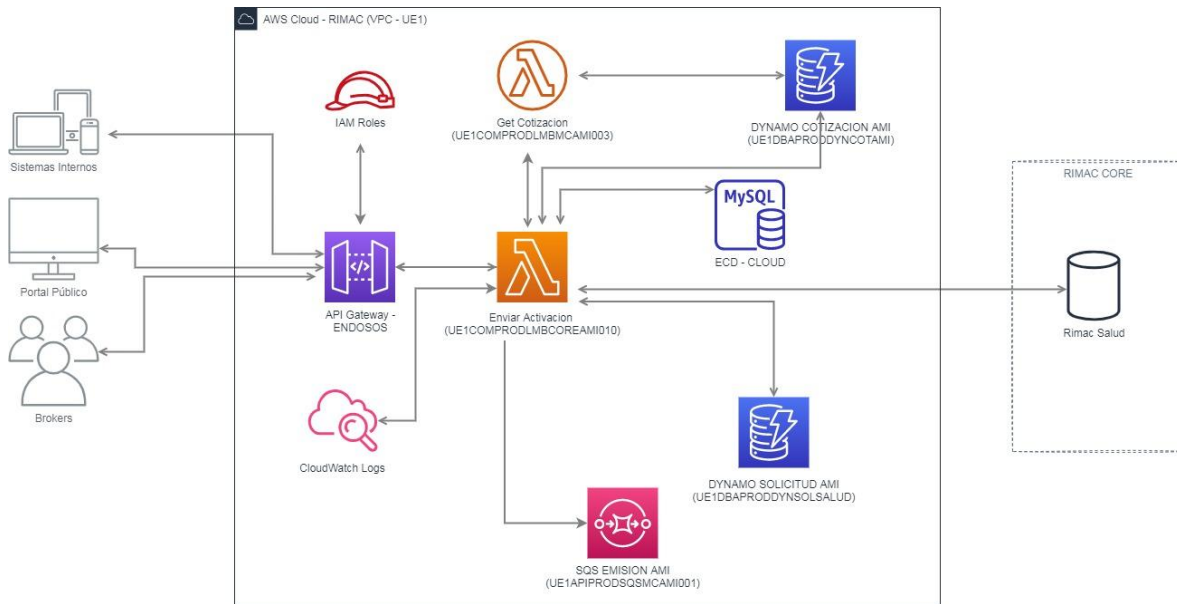 AWS Cloud - RIMAC (VPC - UE1)
IAM Roles
Get Cotizacion
(UE1COMPRODLMBMCAMI003)
DYNAMO COTIZACION AMI
(UE1DBAPRODDYNCOTAMI)
Sistemas Internos
RIMAC CORE
MySQL
ECD - CLOUD
Portal Público
</>
API Gateway -
ENDOSOS
Enviar Activacion
(UE1COMPRODLMBCOREAMI010)
Rimac Salud
Brokers
CloudWatch Logs
DYNAMO SOLICITUD AMI
(UE1DBAPRODDYNSOLSALUD)
SQS EMISION AMI
(UE1APIPRODSQSMCAMI001)